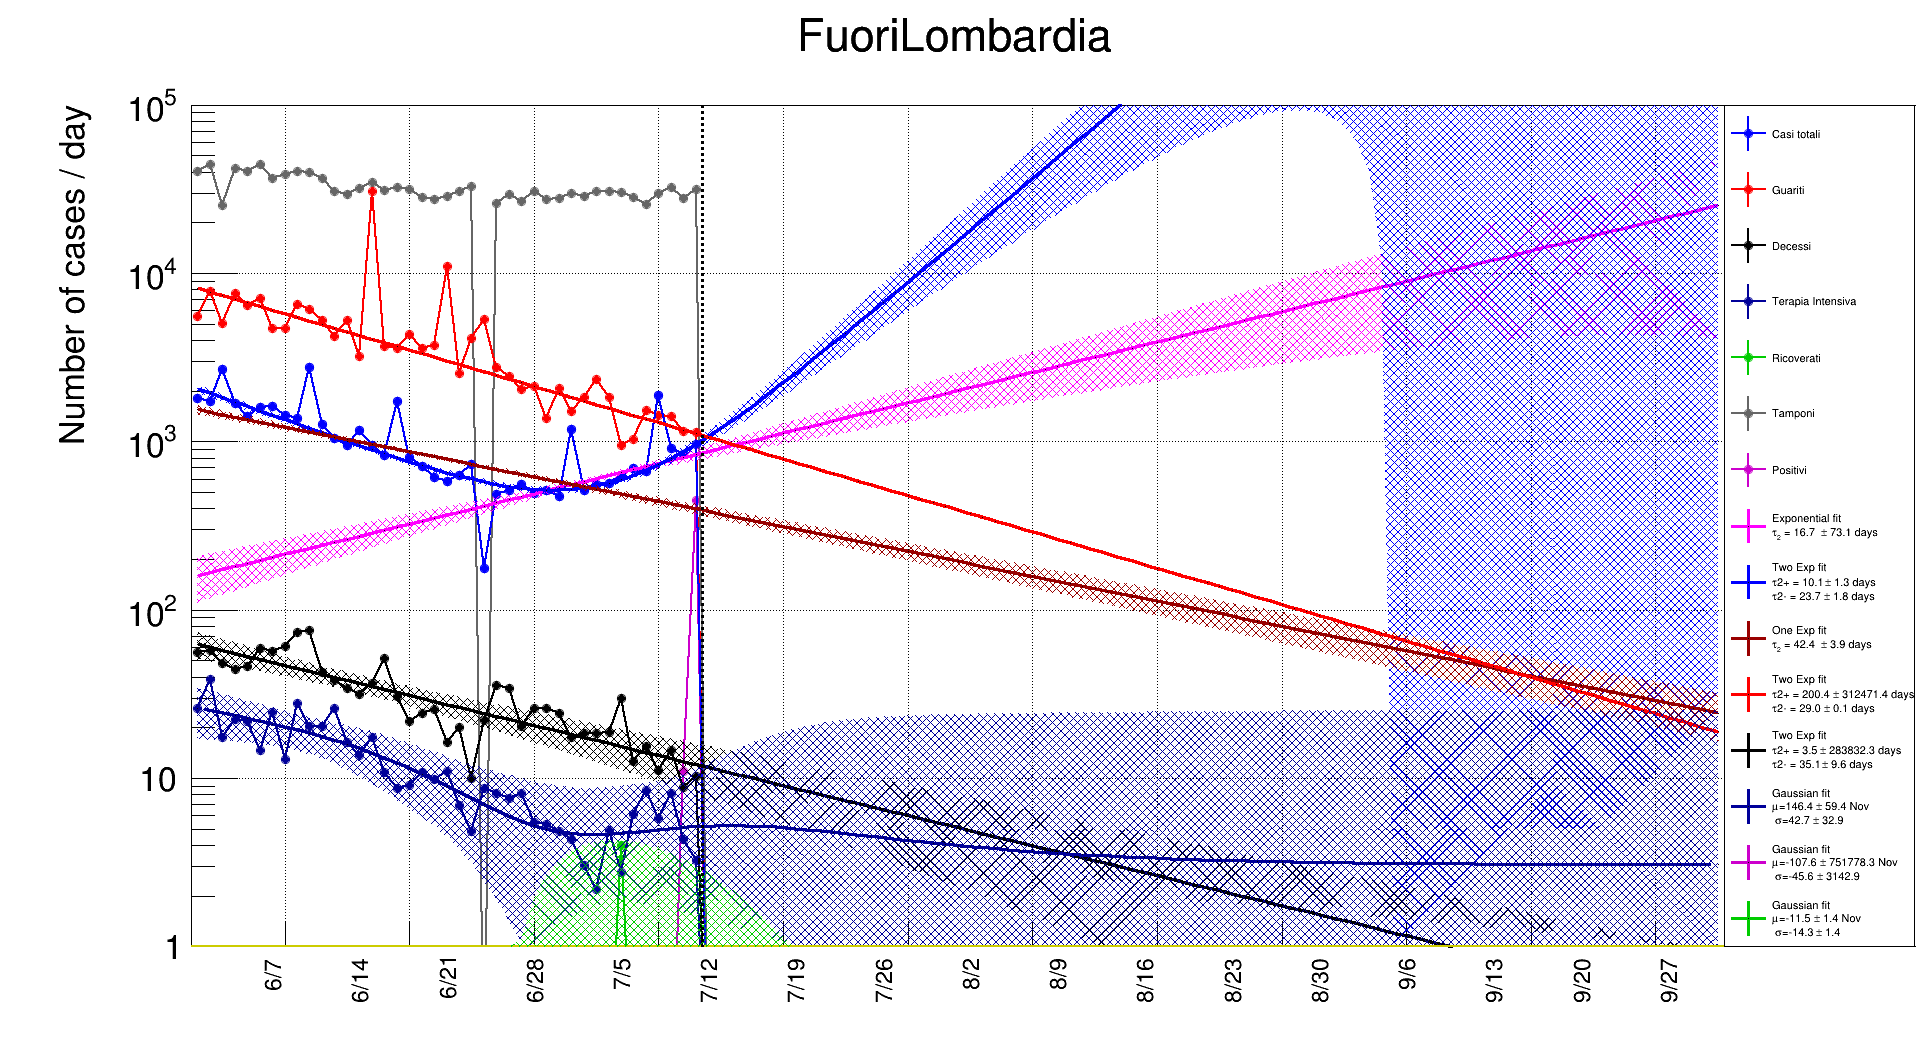 FuoriLombardia
Number of cases / day
10^5
10^4
10^3
10^2
10
1
6/7
6/14
6/21
6/28
7/5
7/12
7/19
7/26
8/2
8/9
8/16
8/23
8/30
9/6
9/13
9/20
9/27
Casi totali
Guariti
Decessi
Terapia Intensiva
Ricoverati
Tamponi
Positivi
Exponential fit
τ₂ = 16.7 ± 73.1 days
Two Exp fit
τ2+ = 10.1 ± 1.3 days
τ2- = 23.7 ± 1.8 days
One Exp fit
τ₂ = 42.4 ± 3.9 days
Two Exp fit
τ2+ = 200.4 ± 312471.4 days
τ2- = 29.0 ± 0.1 days
Two Exp fit
τ2+ = 3.5 ± 283832.3 days
τ2- = 35.1 ± 9.6 days
Gaussian fit
μ=146.4 ± 59.4 Nov
σ=42.7 ± 32.9
Gaussian fit
μ=-107.6 ± 751778.3 Nov
σ=-45.6 ± 3142.9
Gaussian fit
μ=-11.5 ± 1.4 Nov
σ=-14.3 ± 1.4